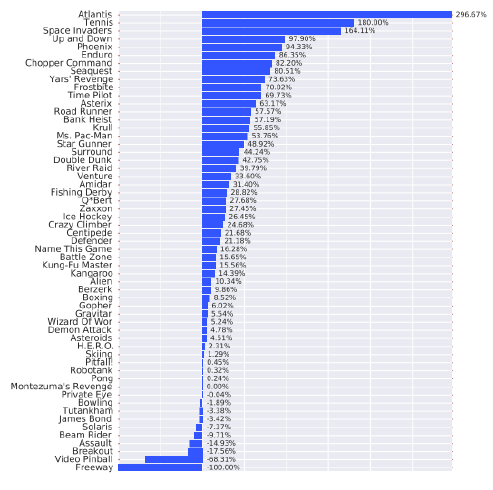 Atlantis 296.67%
Tennis 180.00%
Space Invaders 164.11%
Up and Down 97.90%
Phoenix 94.33%
Enduro 86.35%
Chopper Command 82.20%
Seaquest 80.51%
Yars' Revenge 73.63%
Frostbite 70.02%
Time Pilot 69.73%
Asterix 63.17%
Road Runner 57.57%
Bank Heist 57.19%
Krull 55.85%
Ms. Pac-Man 53.76%
Star Gunner 48.92%
Surround 44.24%
Double Dunk 42.75%
River Raid 39.79%
Venture 33.60%
Amidar 31.40%
Fishing Derby 28.82%
Q*Bert 27.68%
Zaxxon 27.45%
Ice Hockey 26.45%
Crazy Climber 24.68%
Centipede 21.68%
Defender 21.18%
Name This Game 16.28%
Battle Zone 15.65%
Kung-Fu Master 15.56%
Kangaroo 14.39%
Alien 10.34%
Berzerk 9.86%
Boxing 8.52%
Gopher 6.02%
Gravitar 5.54%
Wizard Of Wor 5.24%
Demon Attack 4.78%
Asteroids 4.51%
H.E.R.O. 2.31%
Skiing 1.29%
Pitfall! 0.45%
Robotank 0.32%
Pong 0.24%
Montezuma's Revenge 0.00%
Private Eye -0.04%
Bowling -1.89%
Tutankham -3.38%
James Bond -3.42%
Solaris -7.37%
Beam Rider -9.71%
Assault -14.93%
Breakout -17.56%
Video Pinball -68.31%
Freeway -100.00%